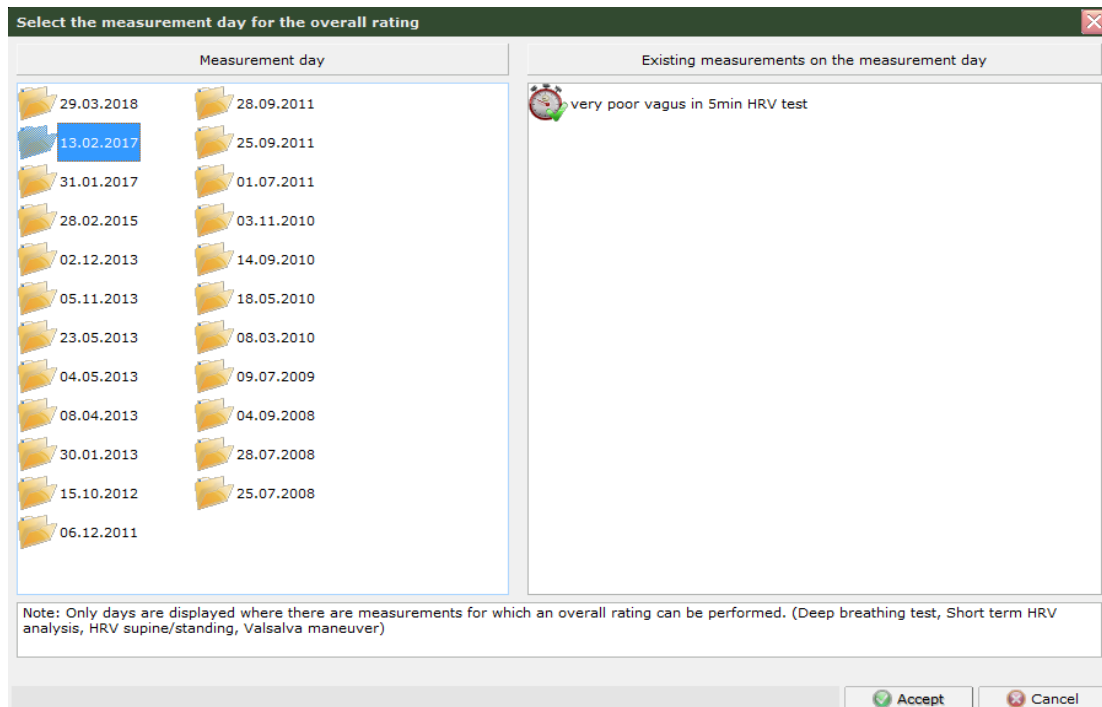 Select the measurement day for the overall rating
Measurement day
Existing measurements on the measurement day
29.03.2018
13.02.2017
31.01.2017
28.02.2015
02.12.2013
05.11.2013
23.05.2013
04.05.2013
08.04.2013
30.01.2013
15.10.2012
06.12.2011
28.09.2011
25.09.2011
01.07.2011
03.11.2010
14.09.2010
18.05.2010
08.03.2010
09.07.2009
04.09.2008
28.07.2008
25.07.2008
very poor vagus in 5min HRV test
Note: Only days are displayed where there are measurements for which an overall rating can be performed. (Deep breathing test, Short term HRV
analysis, HRV supine/standing, Valsalva maneuver)
Accept
Cancel